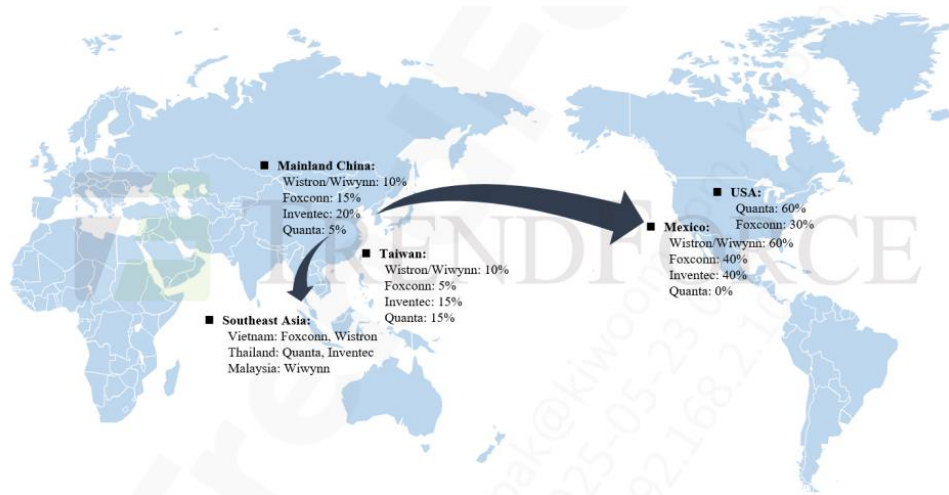 ■ Mainland China:
Wistron/Wiwynn: 10%
Foxconn: 15%
Inventec: 20%
Quanta: 5%
■ USA:
Quanta: 60%
Foxconn: 30%
■ Mexico:
Wistron/Wiwynn: 60%
Foxconn: 40%
Inventec: 40%
Quanta: 0%
■ Taiwan:
Wistron/Wiwynn: 10%
Foxconn: 5%
Inventec: 15%
Quanta: 15%
■ Southeast Asia:
Vietnam: Foxconn, Wistron
Thailand: Quanta, Inventec
Malaysia: Wiwynn
TRENDFORCE